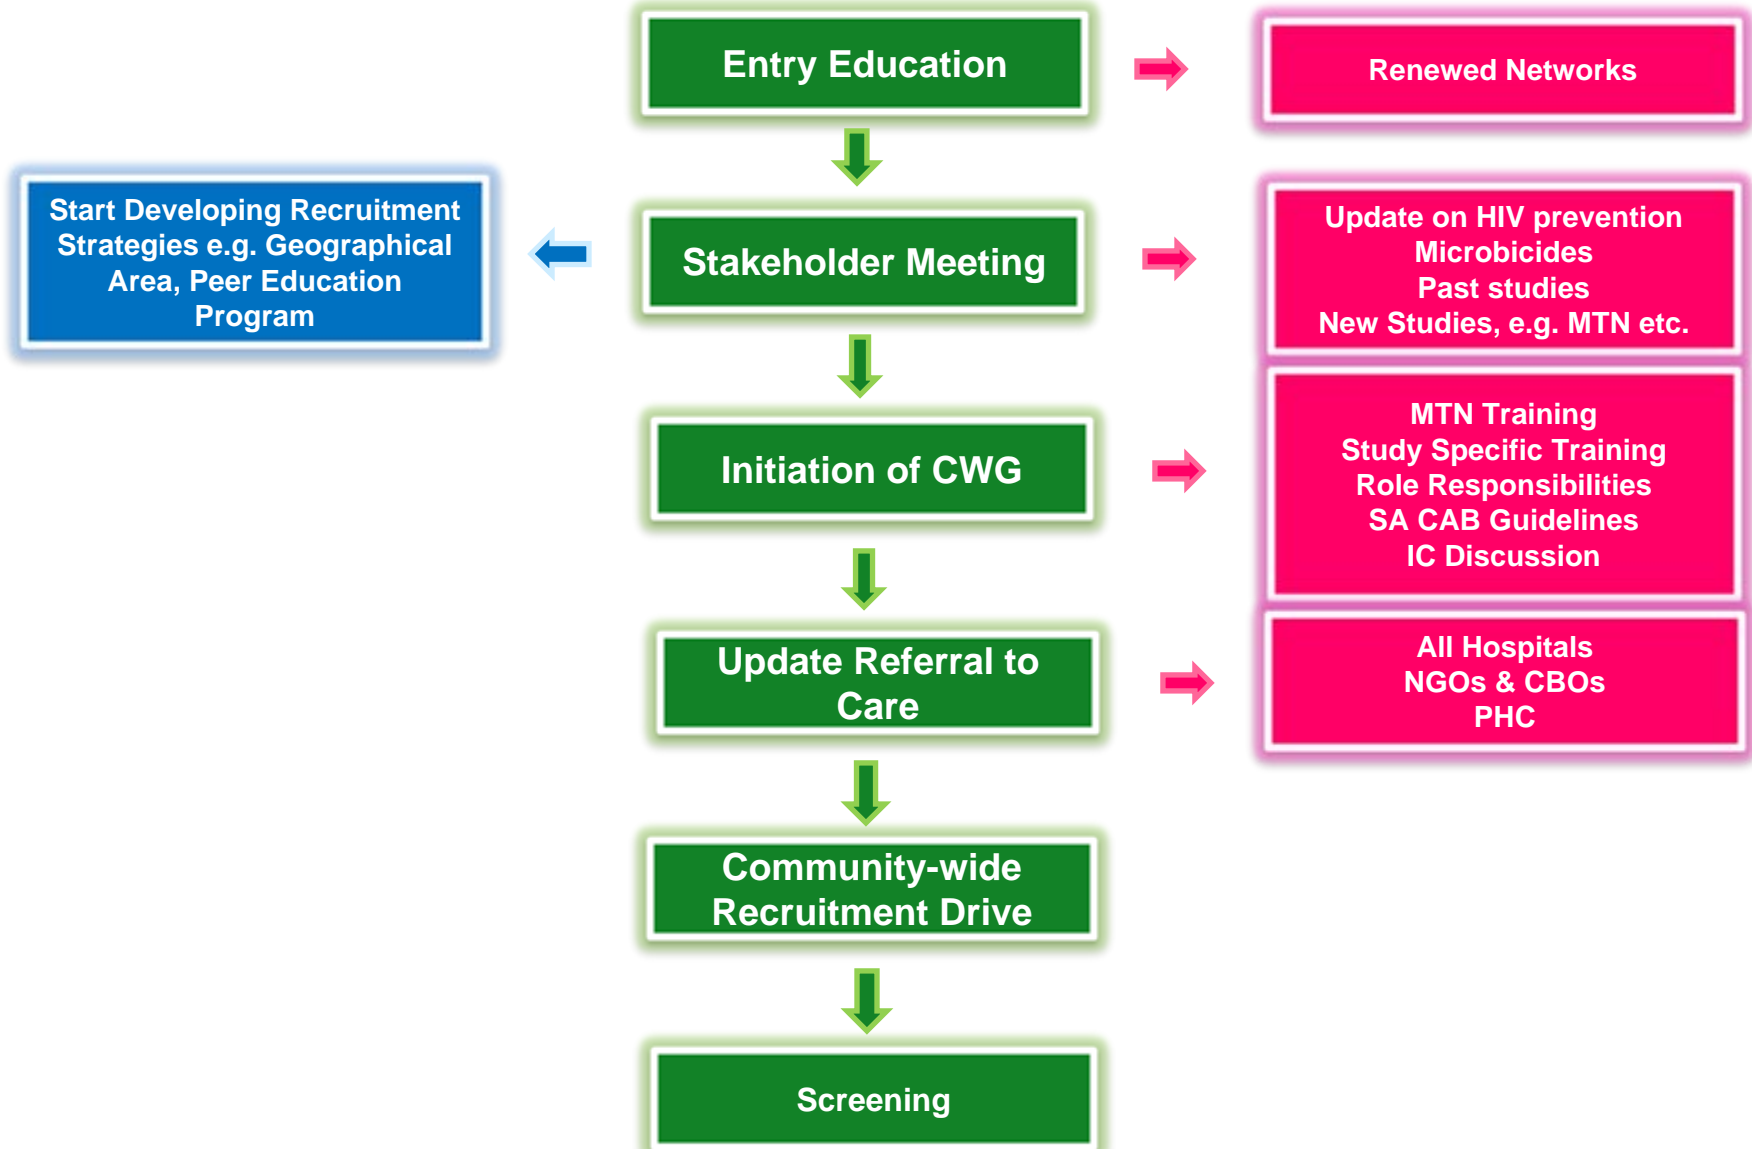 Entry Education
Renewed Networks
Start Developing Recruitment
Strategies e.g. Geographical
Area, Peer Education
Program
Stakeholder Meeting
Update on HIV prevention
Microbicides
Past studies
New Studies, e.g. MTN etc.
Initiation of CWG
MTN Training
Study Specific Training
Role Responsibilities
SA CAB Guidelines
IC Discussion
Update Referral to
Care
All Hospitals
NGOs & CBOs
PHC
Community-wide
Recruitment Drive
Screening